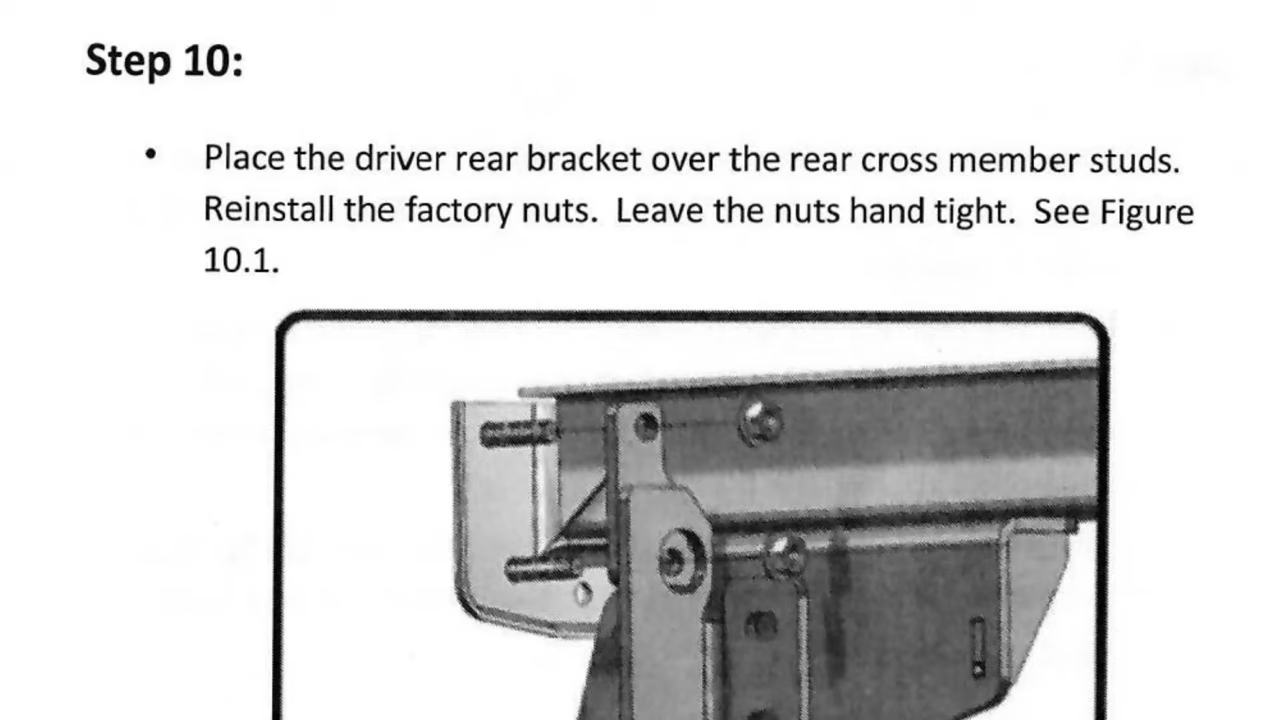 Step 10:
• Place the driver rear bracket over the rear cross member studs.
Reinstall the factory nuts.  Leave the nuts hand tight.  See Figure
10.1.